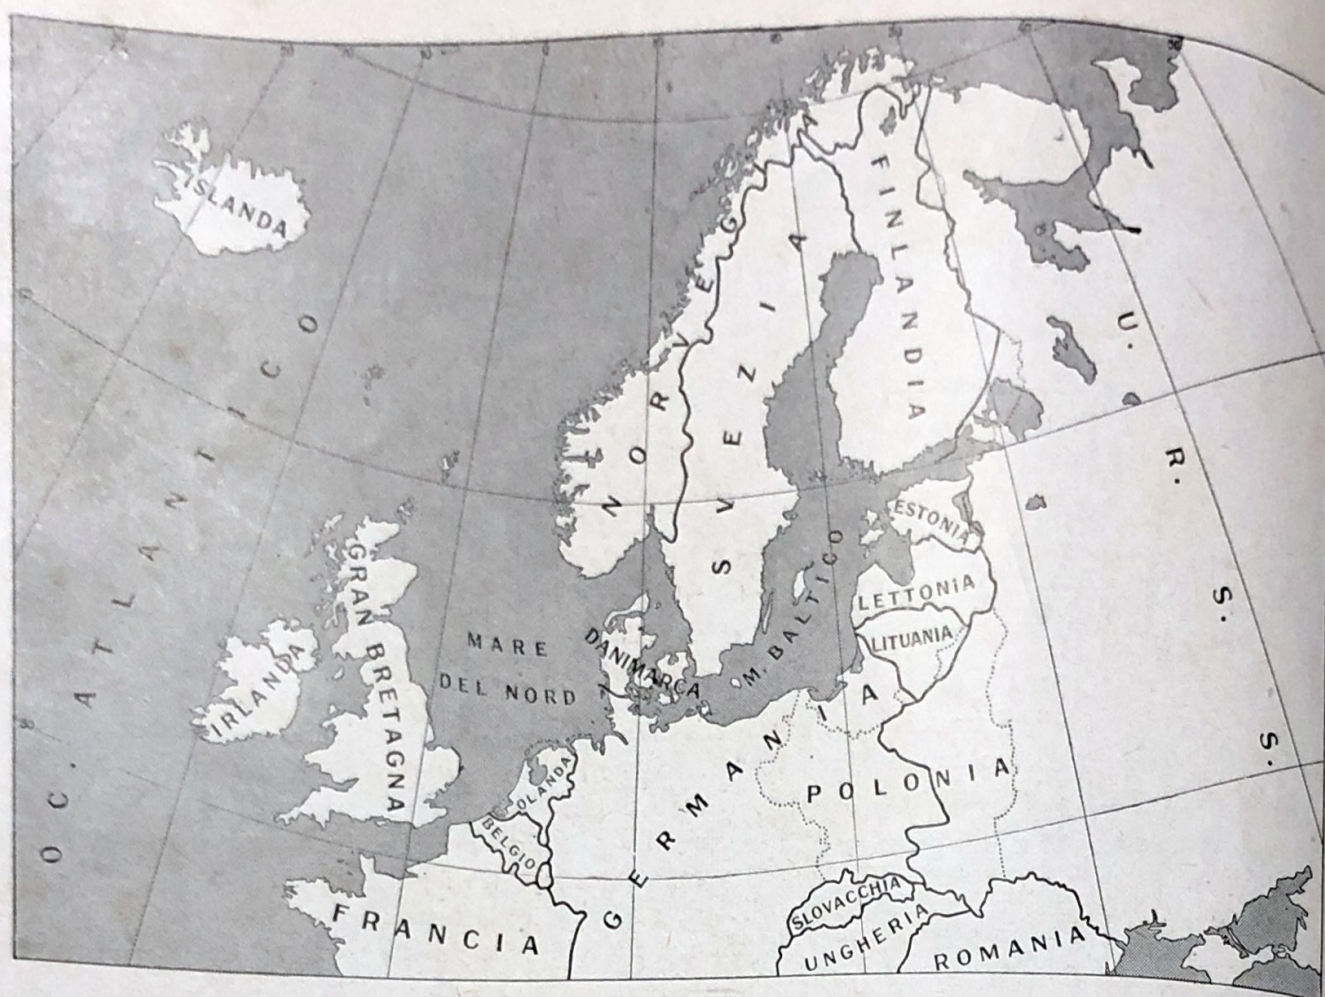 ISLANDA
OC. ATLANTICO
NORVEGIA
SVEZIA
FINLANDIA
U. R. S. S.
ESTONIA
LETTONIA
LITUANIA
M. BALTICO
MARE
DEL NORD
DANIMARCA
GRAN BRETAGNA
IRLANDA
OLANDA
BELGIO
GERMANIA
POLONIA
FRANCIA
SLOVACCHIA
UNGHERIA
ROMANIA